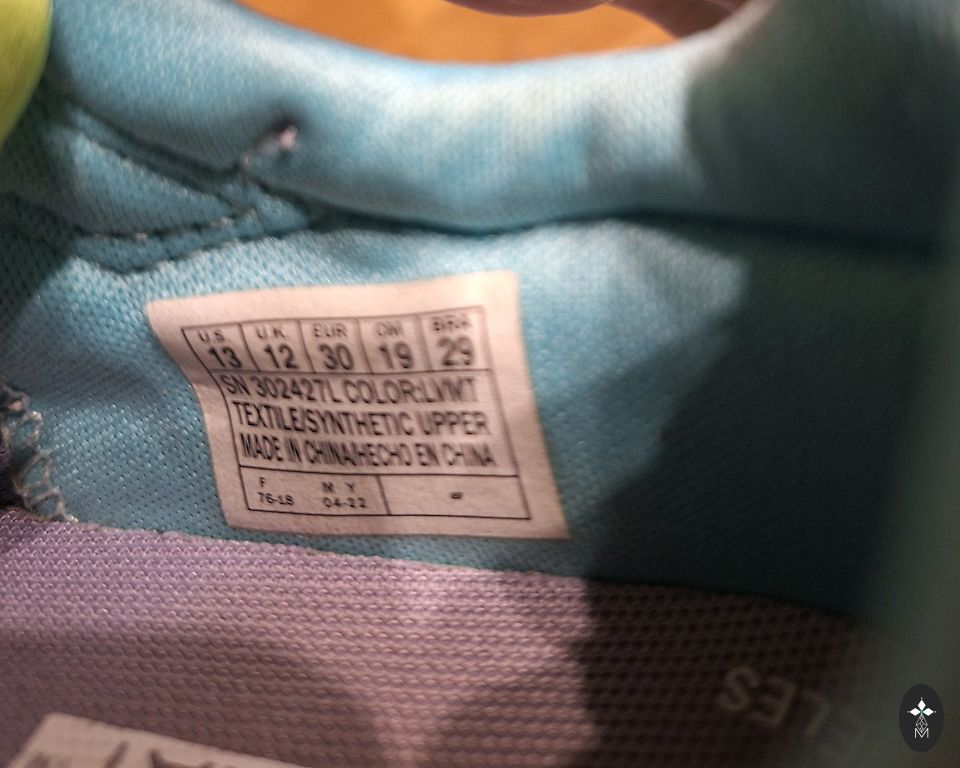 U.S. U.K. EUR CM BRA
13 12 30 19 29
SN 302427L COLOR:LVMT
TEXTILE/SYNTHETIC UPPER
MADE IN CHINA/HECHO EN CHINA
F M Y
76-18 04-22
M